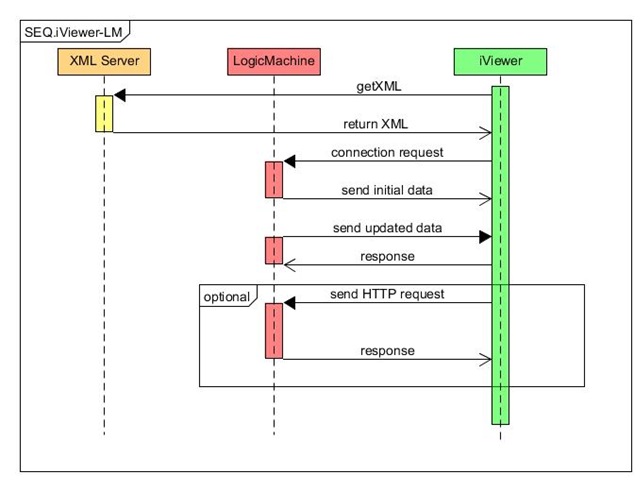 SEQ.iViewer-LM
XML Server
LogicMachine
iViewer
getXML
return XML
connection request
send initial data
send updated data
response
optional
send HTTP request
response